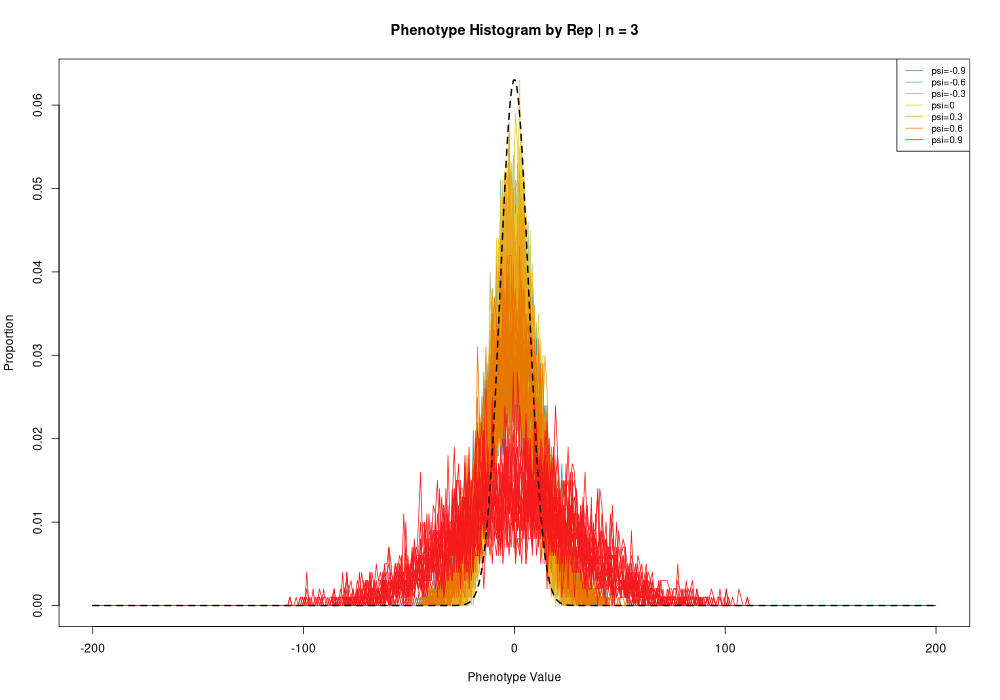 Phenotype Histogram by Rep | n = 3
psi=-0.9
psi=-0.6
psi=-0.3
psi=0
psi=0.3
psi=0.6
psi=0.9
Proportion
0.06
0.05
0.04
0.03
0.02
0.01
0.00
-200
-100
0
100
200
Phenotype Value